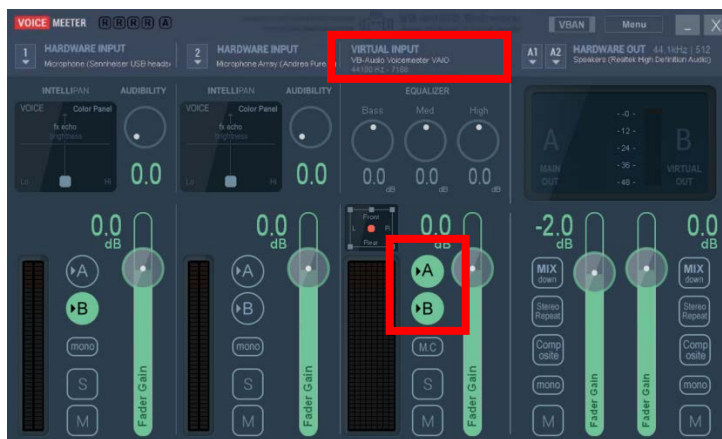 VOICE MEETER R R R R A
VBAN Menu _ X
1 HARDWARE INPUT
Microphone (Sennheiser USB heads
2 HARDWARE INPUT
Microphone Array (Andrea Pure
VIRTUAL INPUT
VB-Audio Voicemeeter VAIO
44100 Hz - 7168
A1 A2 HARDWARE OUT 44.1kHz | 512
Speakers (Realtek High Definition Audio)
INTELLIPAN AUDIBILITY
VOICE Color Panel
fx echo
brightness
Lo Hi
0.0
INTELLIPAN AUDIBILITY
VOICE Color Panel
fx echo
brightness
Lo Hi
0.0
EQUALIZER
Bass Med High
0.0 dB 0.0 dB 0.0 dB
A
MAIN
OUT
-0-
-12-
-24-
-36-
-48-
B
VIRTUAL
OUT
0.0
dB
A
B
mono
S
M
Fader Gain
0.0
dB
A
B
mono
S
M
Fader Gain
Front
L R
Rear
0.0
dB
A
B
M.C
S
M
Fader Gain
-2.0
dB
MIX
down
Stereo
Repeat
Comp
osite
mono
M
Fader Gain
0.0
dB
Fader Gain
MIX
down
Stereo
Repeat
Comp
osite
mono
M